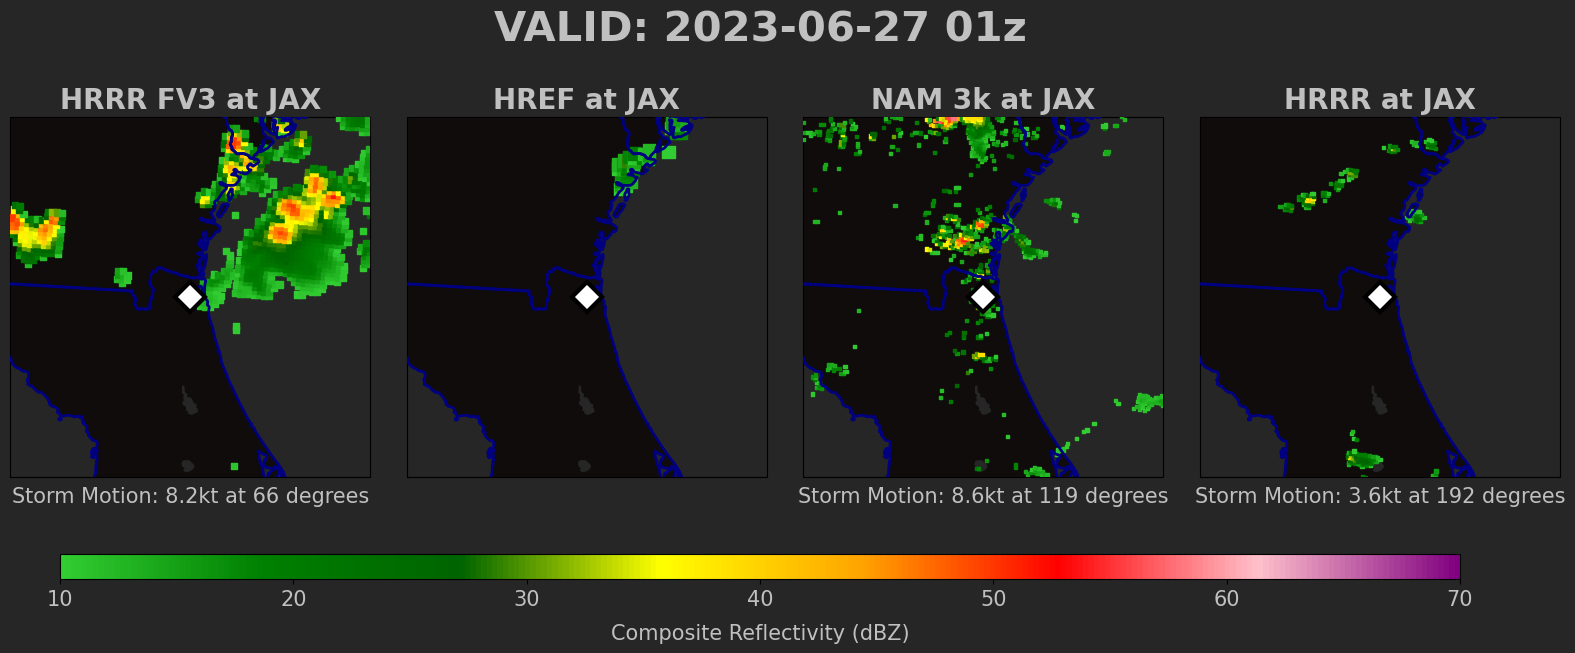 VALID: 2023-06-27 01z
HRRR FV3 at JAX
HREF at JAX
NAM 3k at JAX
HRRR at JAX
Storm Motion: 8.2kt at 66 degrees
Storm Motion: 8.6kt at 119 degrees
Storm Motion: 3.6kt at 192 degrees
10 20 30 40 50 60 70
Composite Reflectivity (dBZ)